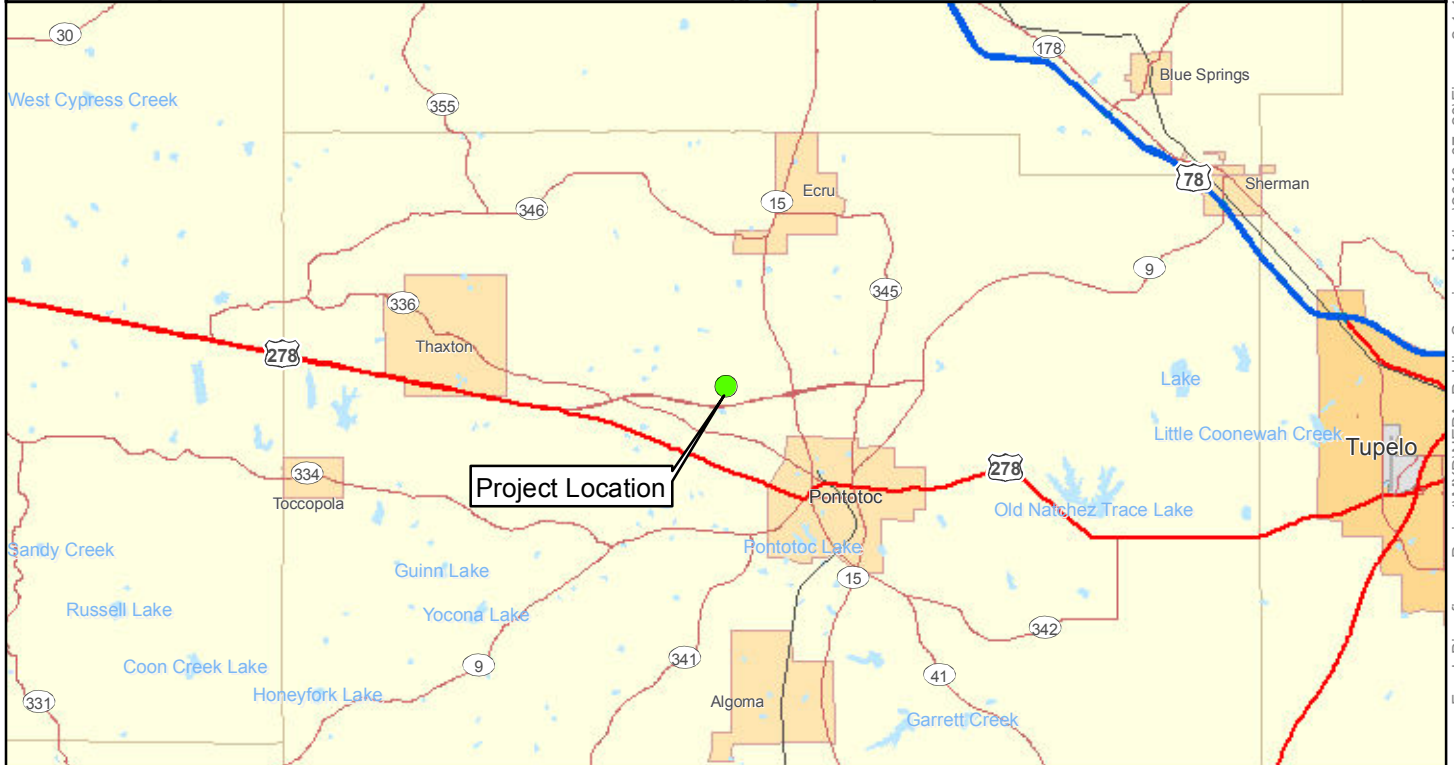 30
178
Blue Springs
West Cypress Creek
355
78
Sherman
Ecru
15
346
9
345
336
Thaxton
278
Lake
Little Coonewah Creek
Tupelo
278
334
Toccopola
Project Location
Pontotoc
Old Natchez Trace Lake
Sandy Creek
Pontotoc Lake
Guinn Lake
15
Russell Lake
Yocona Lake
342
341
9
Coon Creek Lake
41
Honeyfork Lake
331
Algoma
Garrett Creek